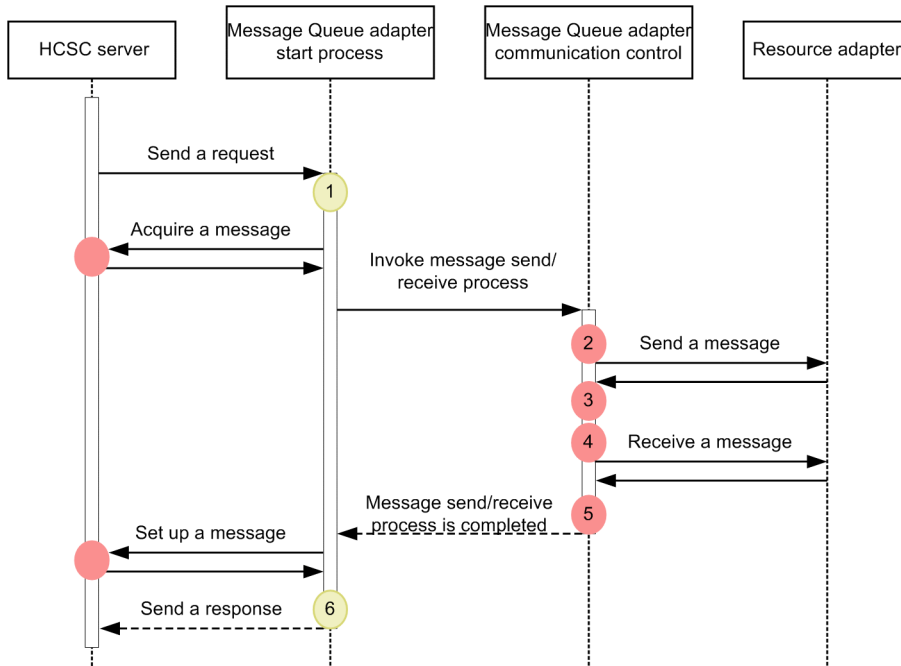 HCSC server
Message Queue adapter
start process
Message Queue adapter
communication control
Resource adapter
Send a request
1
Acquire a message
Invoke message send/
receive process
2
Send a message
3
4
Receive a message
Message send/receive
process is completed
5
Set up a message
Send a response
6